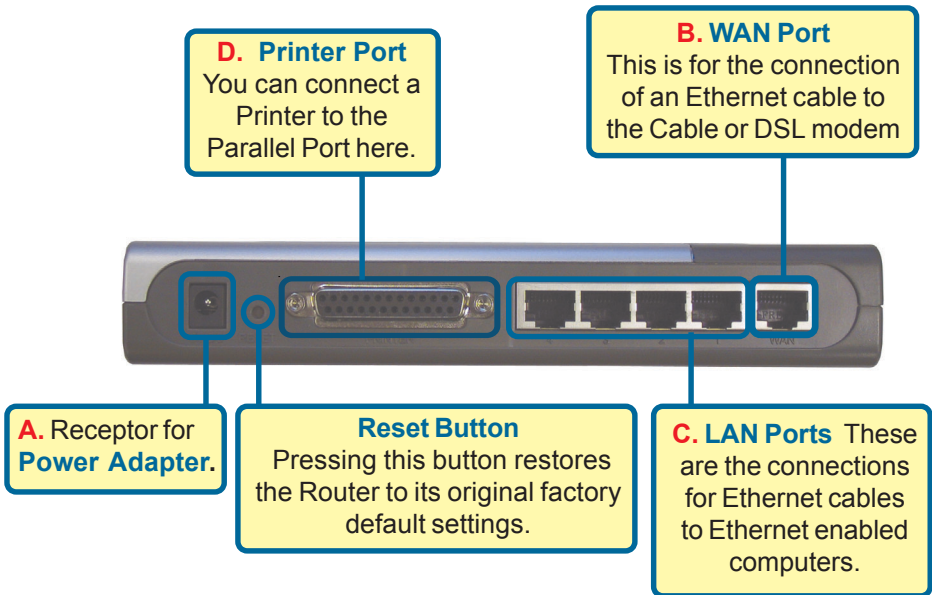 D. Printer Port
You can connect a
Printer to the
Parallel Port here.
B. WAN Port
This is for the connection
of an Ethernet cable to
the Cable or DSL modem
WAN
A. Receptor for
Power Adapter.
Reset Button
Pressing this button restores
the Router to its original factory
default settings.
C. LAN Ports These
are the connections
for Ethernet cables
to Ethernet enabled
computers.